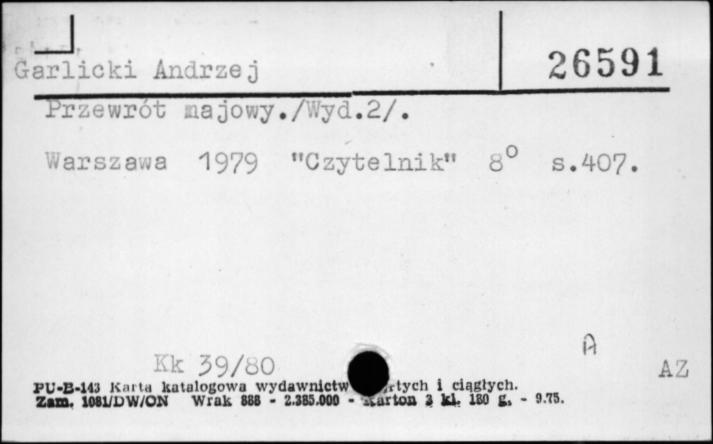 Garlicki Andrzej
26591
Przewrót majowy./Wyd.2/.
Warszawa 1979 "Czytelnik" 8° s.407.
A
Kk 39/80
AZ
PU-B-143 Karta katalogowa wydawnictw i ciągłych.
Zam. 1081/DW/ON Wrak 888 - 2.385.000 - Karton 3 kl. 180 g. - 9.75.